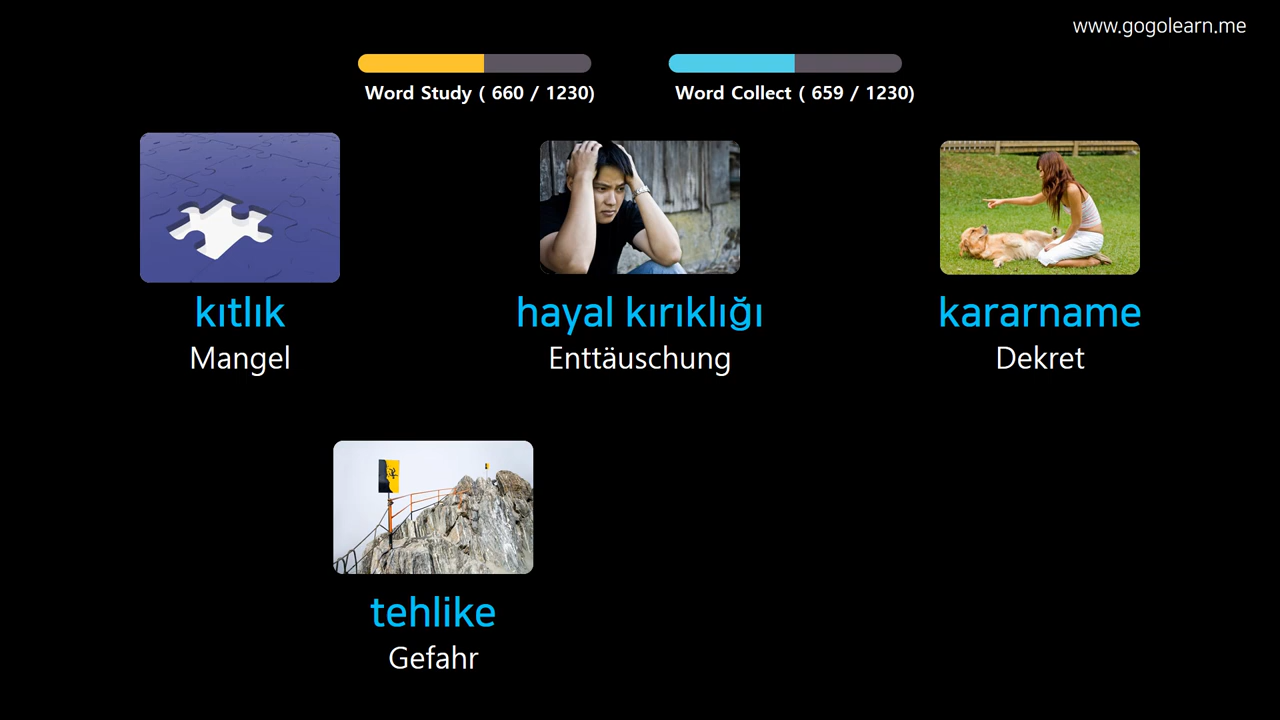 www.gogolearn.me
Word Study ( 660 / 1230)
Word Collect ( 659 / 1230)
kıtlık
Mangel
hayal kırıklığı
Enttäuschung
kararname
Dekret
tehlike
Gefahr